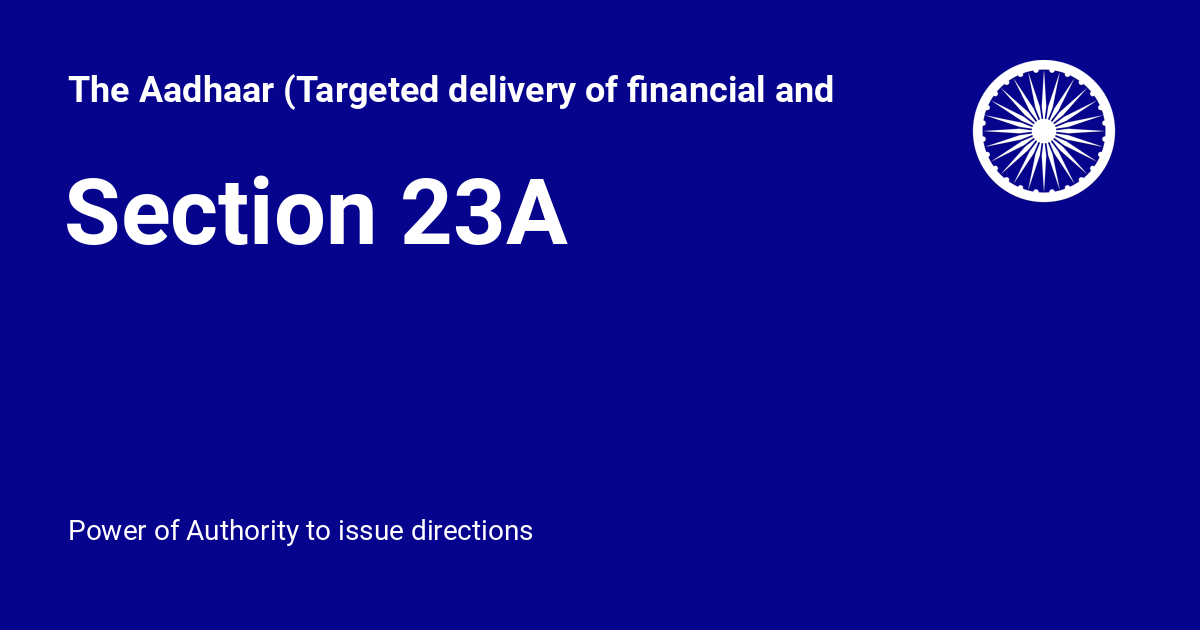 The Aadhaar (Targeted delivery of financial and
Section 23A
Power of Authority to issue directions